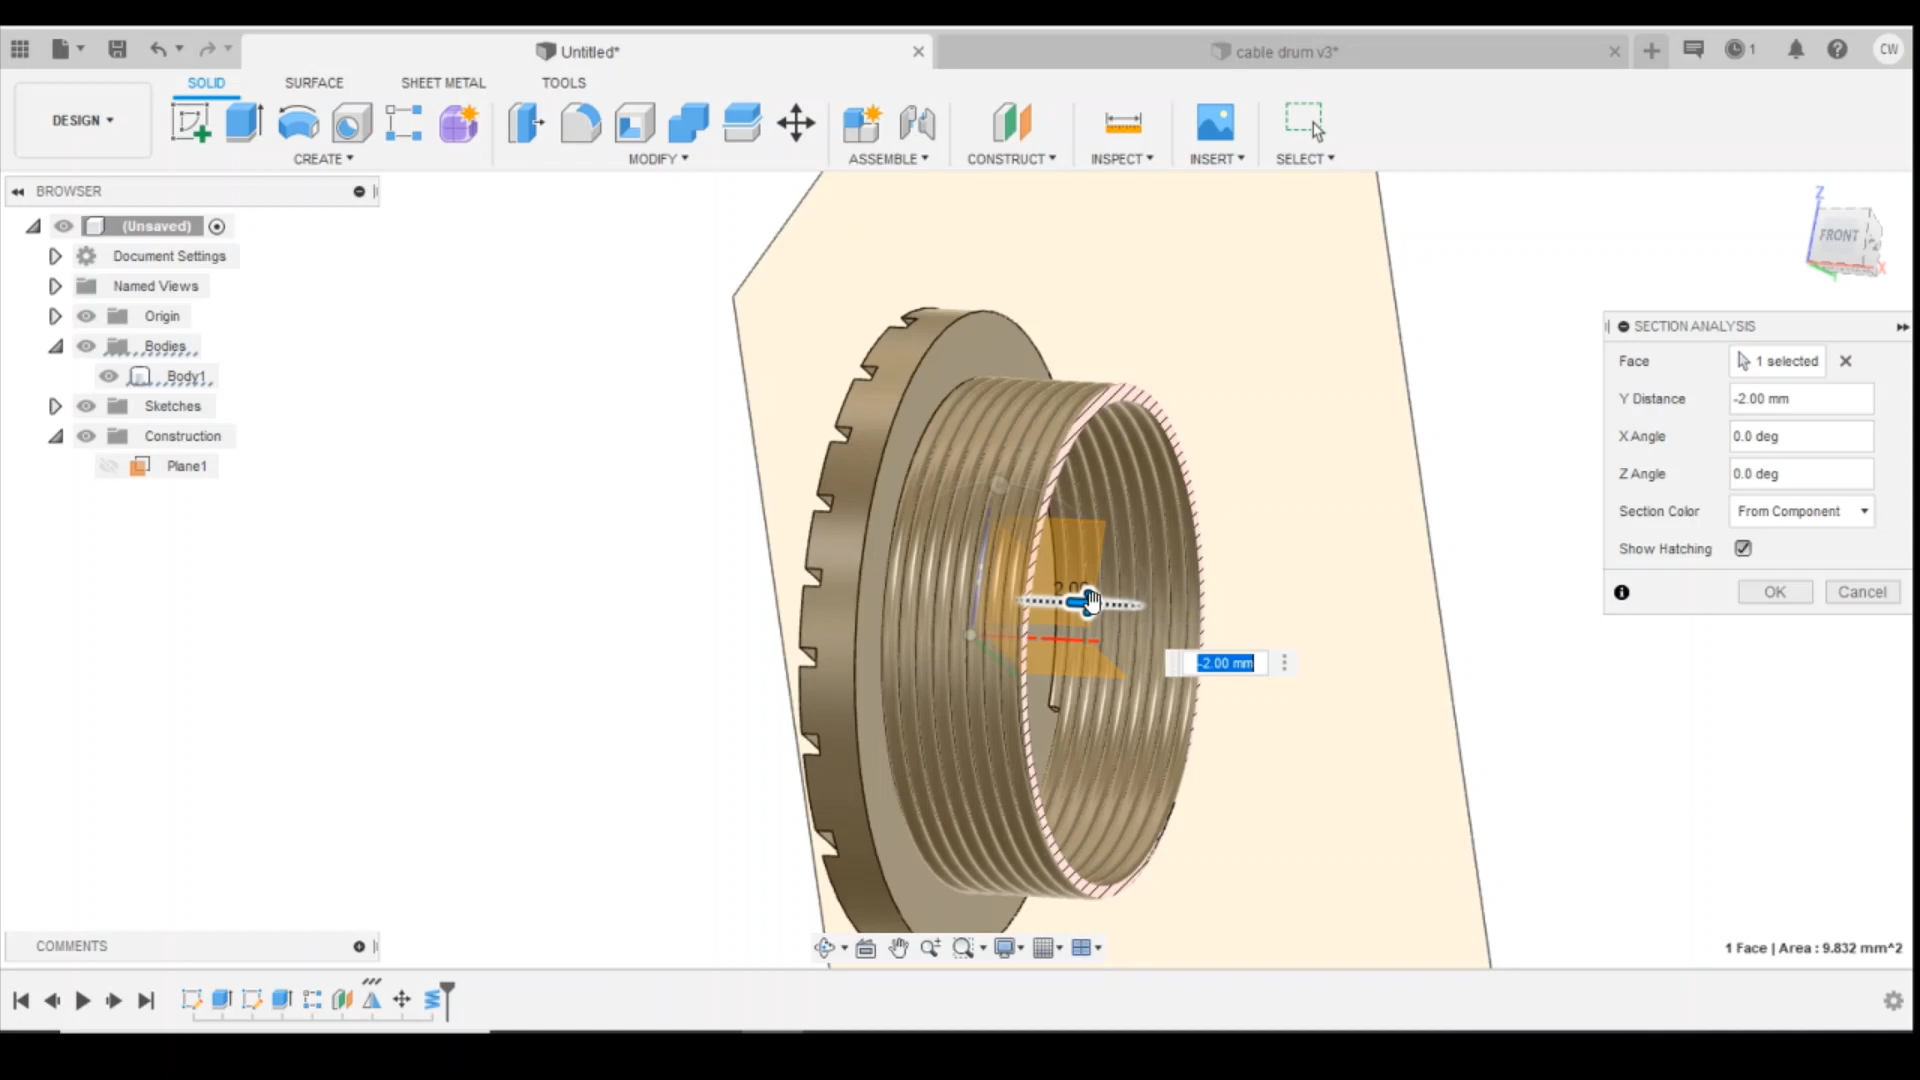 Untitled*
cable drum v3*
1
CW
DESIGN
SOLID
SURFACE
SHEET METAL
TOOLS
CREATE
MODIFY
ASSEMBLE
CONSTRUCT
INSPECT
INSERT
SELECT
BROWSER
(Unsaved)
Document Settings
Named Views
Origin
Bodies
Body1
Sketches
Construction
Plane1
Z
FRONT
X
SECTION ANALYSIS
Face
1 selected
Y Distance
-2.00 mm
X Angle
0.0 deg
Z Angle
0.0 deg
Section Color
From Component
Show Hatching
OK
Cancel
2.00
-2.00 mm
COMMENTS
1 Face | Area : 9.832 mm^2